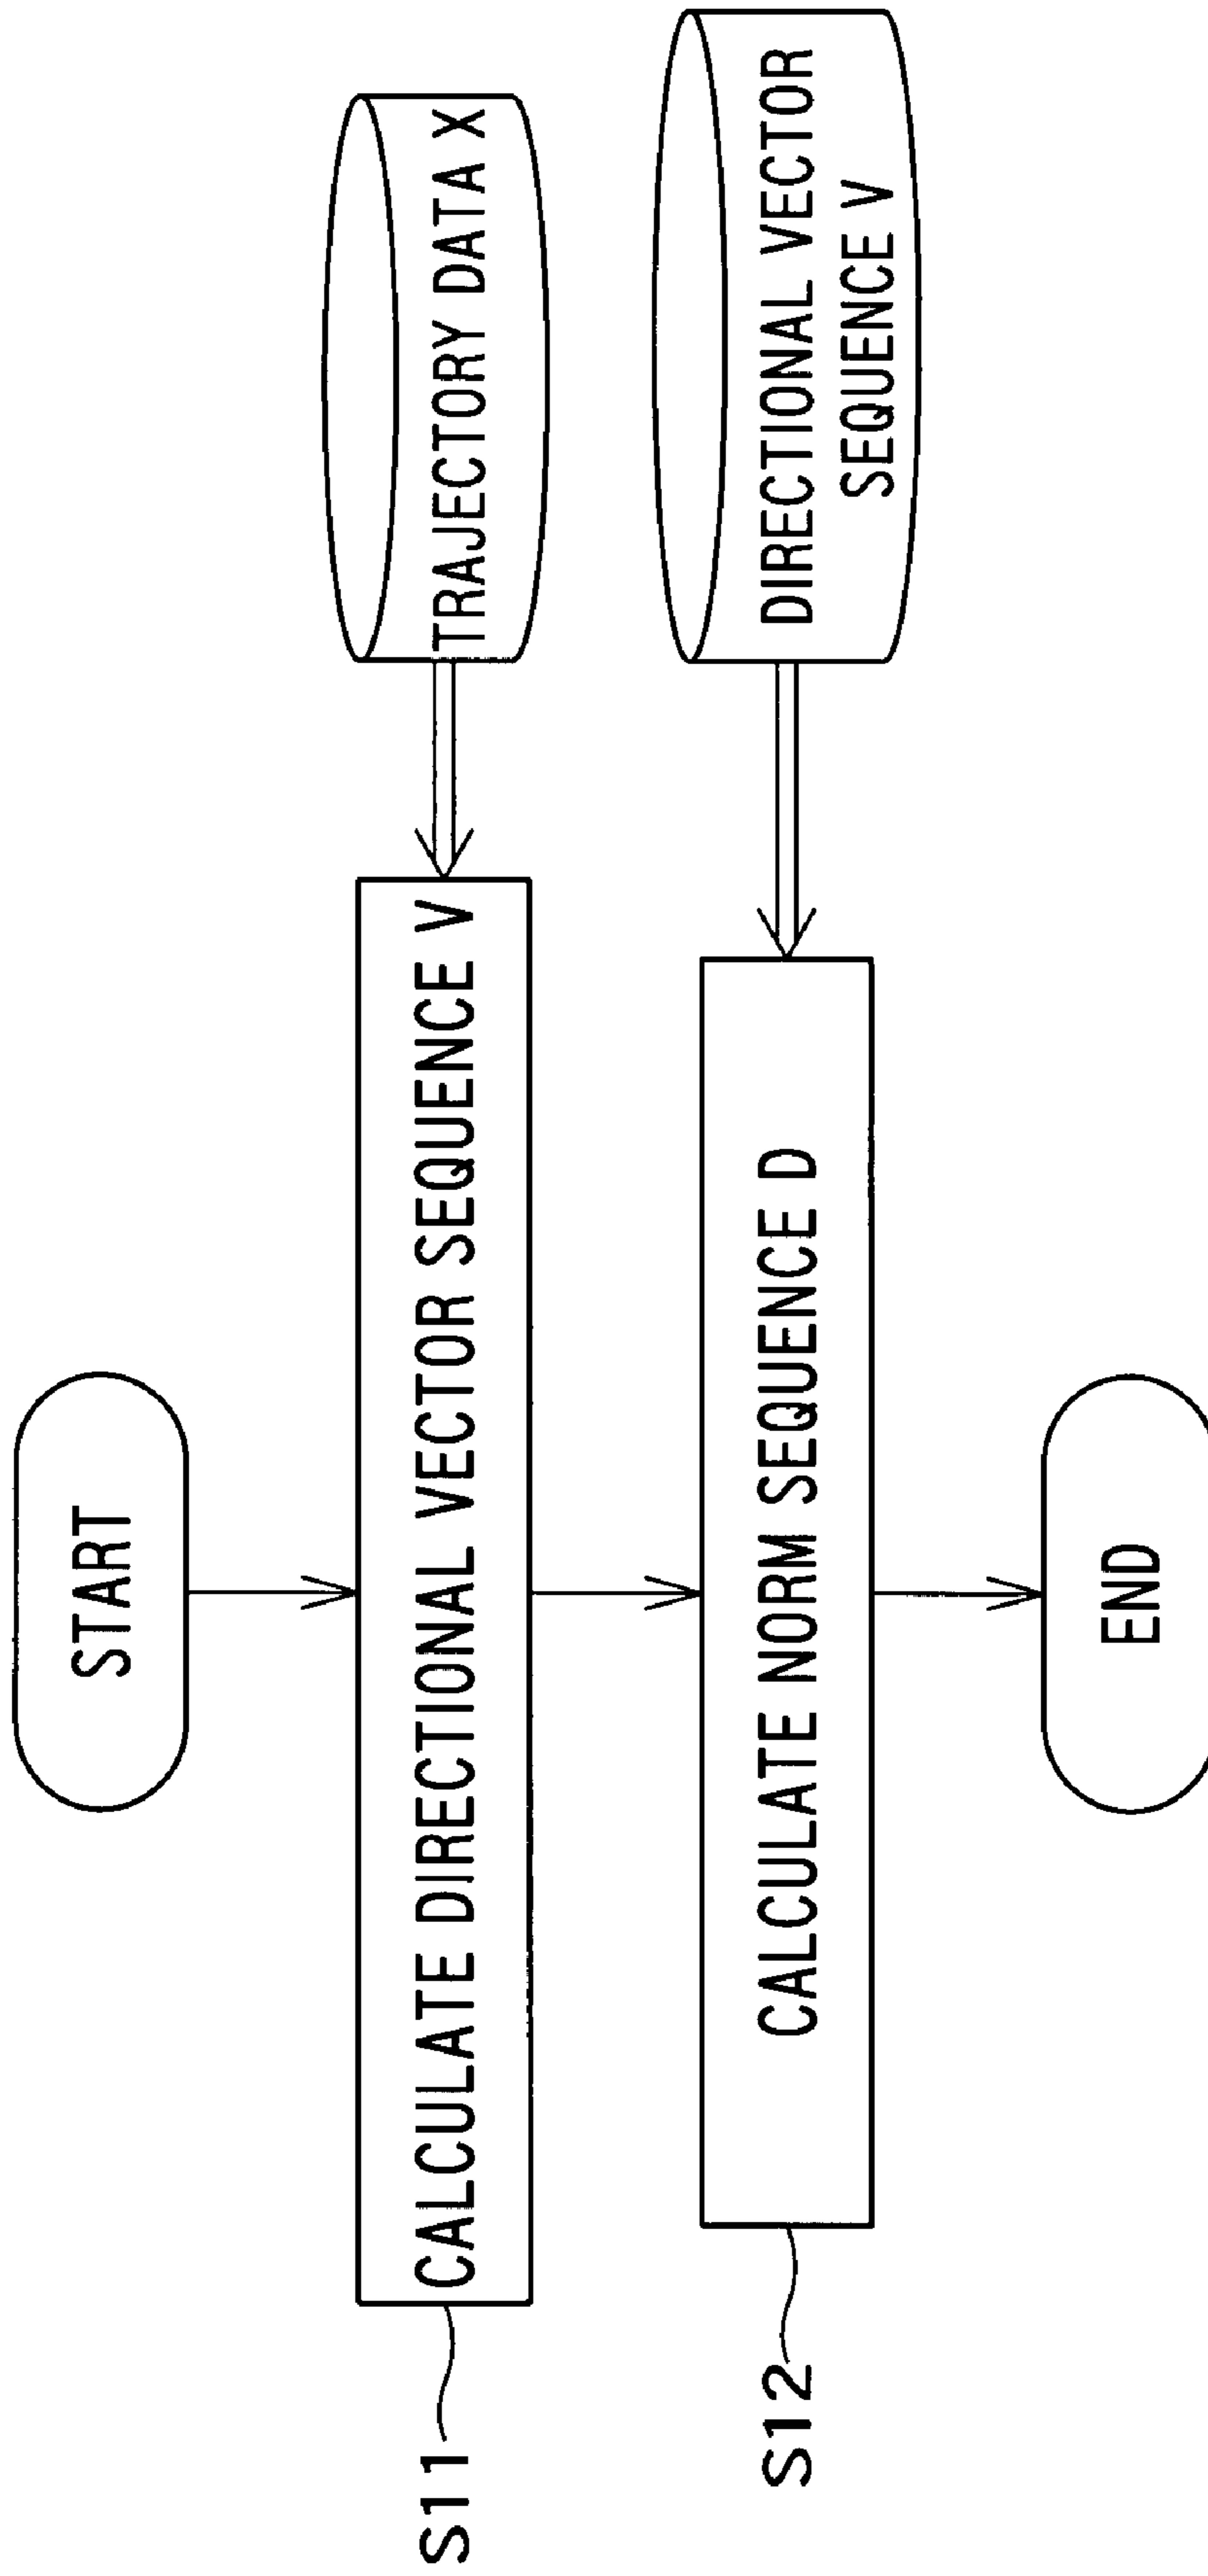 START
S11
CALCULATE DIRECTIONAL VECTOR SEQUENCE V
TRAJECTORY DATA X
S12
CALCULATE NORM SEQUENCE D
DIRECTIONAL VECTOR
SEQUENCE V
END